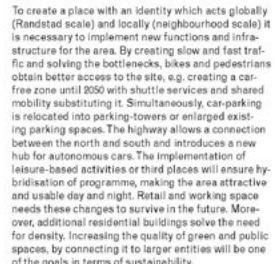 To create a place with an identity which acts globally
(Randstad scale) and locally (neighbourhood scale) it
is necessary to implement new functions and infra-
structure for the area. By creating slow and fast traf-
fic and solving the bottlenecks, bikes and pedestrians
obtain better access to the site, e.g. creating a car-
free zone until 2050 with shuttle services and shared
mobility substituting it. Simultaneously, car-parking
is relocated into parking-towers or enlarged exist-
ing parking spaces. The highway allows a connection
between the north and south and introduces a new
hub for autonomous cars. The implementation of
leisure-based activities or third places will ensure hy-
bridisation of programme, making the area attractive
and usable day and night. Retail and working space
needs these changes to survive in the future. More-
over, additional residential buildings solve the need
for density. Increasing the quality of green and public
spaces, by connecting it to larger entities will be one
of the goals in terms of sustainability.